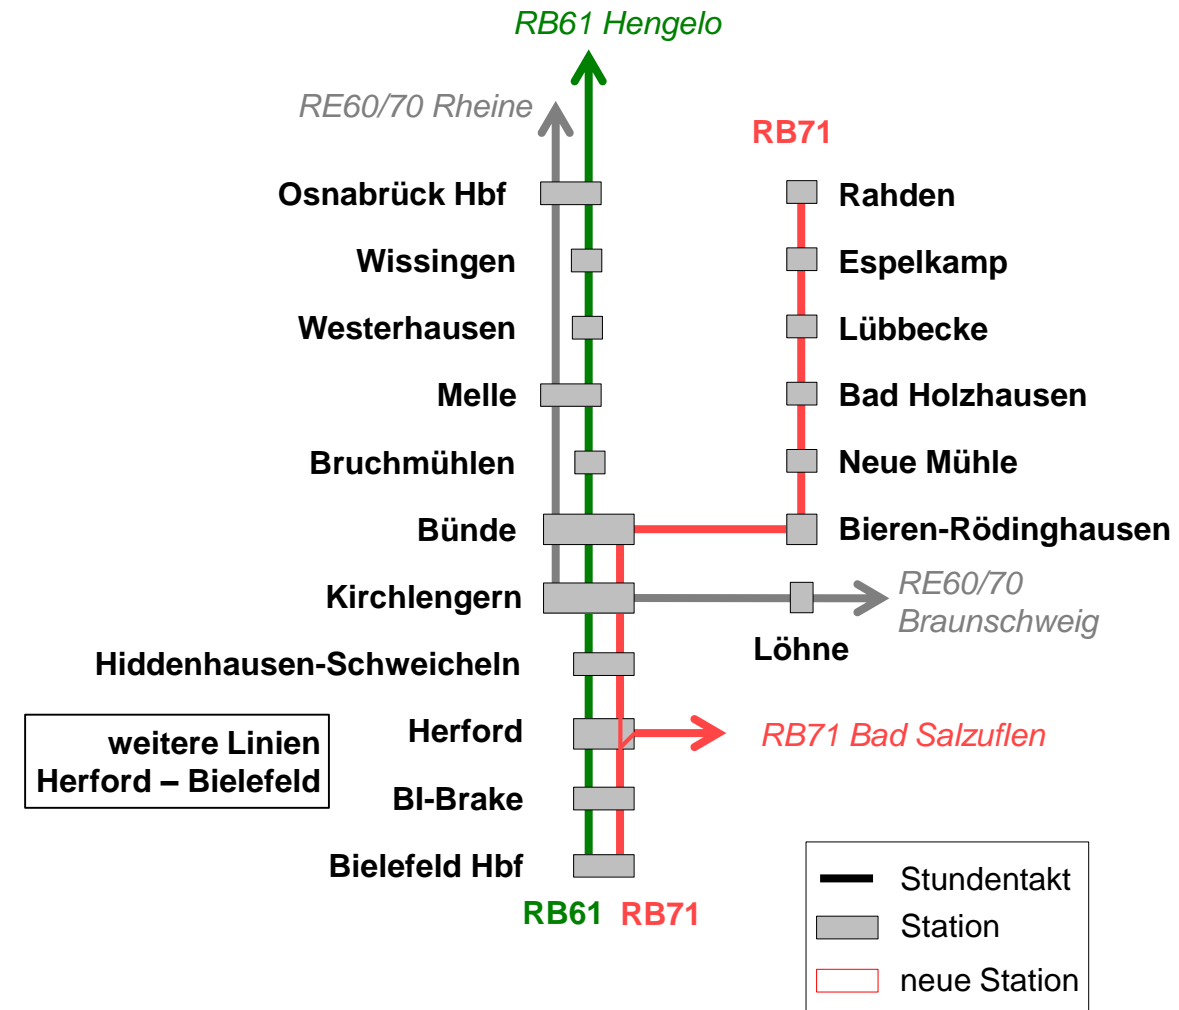 RB61 Hengelo
RE60/70 Rheine
RB71
Osnabrück Hbf
Rahden
Wissingen
Espelkamp
Westerhausen
Lübbecke
Melle
Bad Holzhausen
Bruchmühlen
Neue Mühle
Bünde
Bieren-Rödinghausen
Kirchlengern
RE60/70
Braunschweig
Löhne
Hiddenhausen-Schweicheln
Herford
RB71 Bad Salzuflen
weitere Linien
Herford – Bielefeld
BI-Brake
Bielefeld Hbf
RB61
RB71
Stundentakt
Station
neue Station